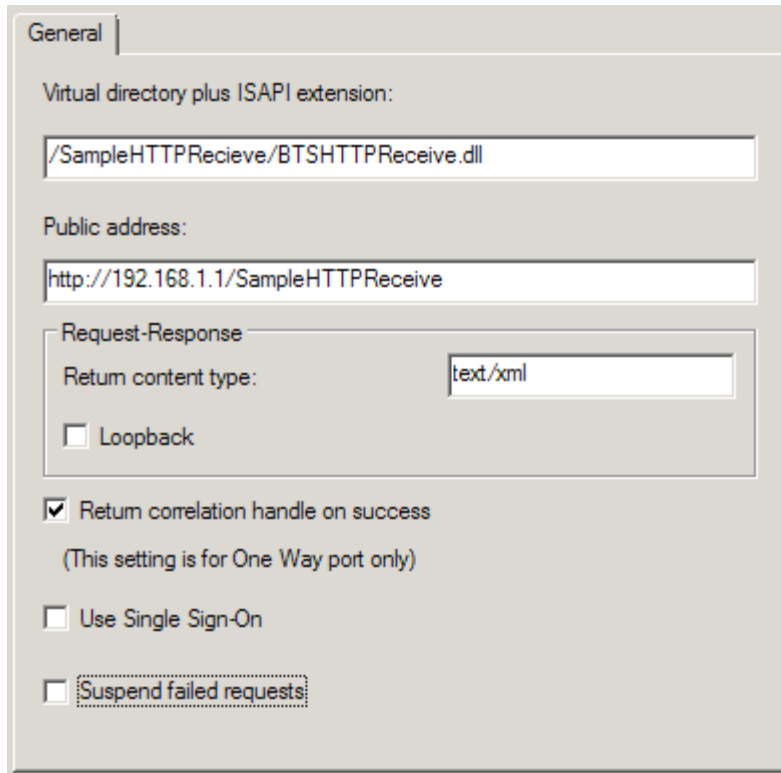 General
Virtual directory plus ISAPI extension:
/SampleHTTPRecieve/BTSHTTPReceive.dll
Public address:
http://192.168.1.1/SampleHTTPReceive
Request-Response
Return content type:
text/xml
Loopback
Return correlation handle on success
(This setting is for One Way port only)
Use Single Sign-On
Suspend failed requests